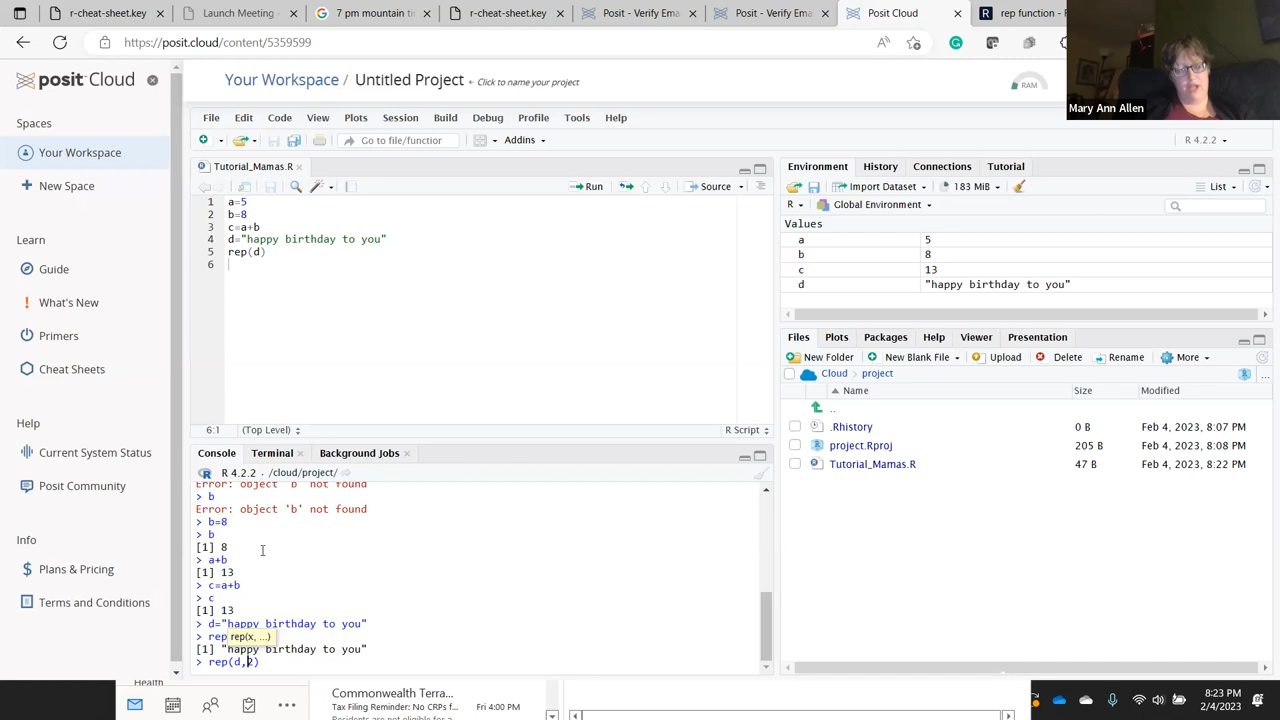 r-cheat-sheet.key
Launch Meeting -
7 pm mountain tim
r-cheat-sheet.key
Posit - Verify Ema
Posit - Verify Ema
Posit Cloud
rep function -
https://posit.cloud/content/5359599
posit Cloud
Your Workspace / Untitled Project
Click to name your project
RAM
Mary Ann Allen
Spaces
Your Workspace
New Space
Learn
Guide
What's New
Primers
Cheat Sheets
Help
Current System Status
Posit Community
Info
Plans & Pricing
Terms and Conditions
File Edit Code View Plots Session Build Debug Profile Tools Help
Go to file/function
Addins
R 4.2.2
Tutorial_Mamas.R
Run
Source
1 a=5
2 b=8
3 c=a+b
4 d="happy birthday to you"
5 rep(d)
6
6:1 (Top Level) R Script
Console Terminal Background Jobs
R 4.2.2 . /cloud/project/
Error: object 'b' not found
> b
Error: object 'b' not found
> b=8
> b
[1] 8
> a+b
[1] 13
> c=a+b
> c
[1] 13
> d="happy birthday to you"
> rep
rep(x, ...)
[1] "happy birthday to you"
> rep(d,2)
Environment History Connections Tutorial
Import Dataset 183 MiB List
R Global Environment
Values
a 5
b 8
c 13
d "happy birthday to you"
Files Plots Packages Help Viewer Presentation
New Folder New Blank File Upload Delete Rename More
Cloud project
Name Size Modified
..
.Rhistory 0 B Feb 4, 2023, 8:07 PM
project.Rproj 205 B Feb 4, 2023, 8:08 PM
Tutorial_Mamas.R 47 B Feb 4, 2023, 8:22 PM
Health
Commonwealth Terra...
Tax Filing Reminder: No CRPs f... Fri 4:00 PM
Residents are not eligible for a
8:23 PM
2/4/2023